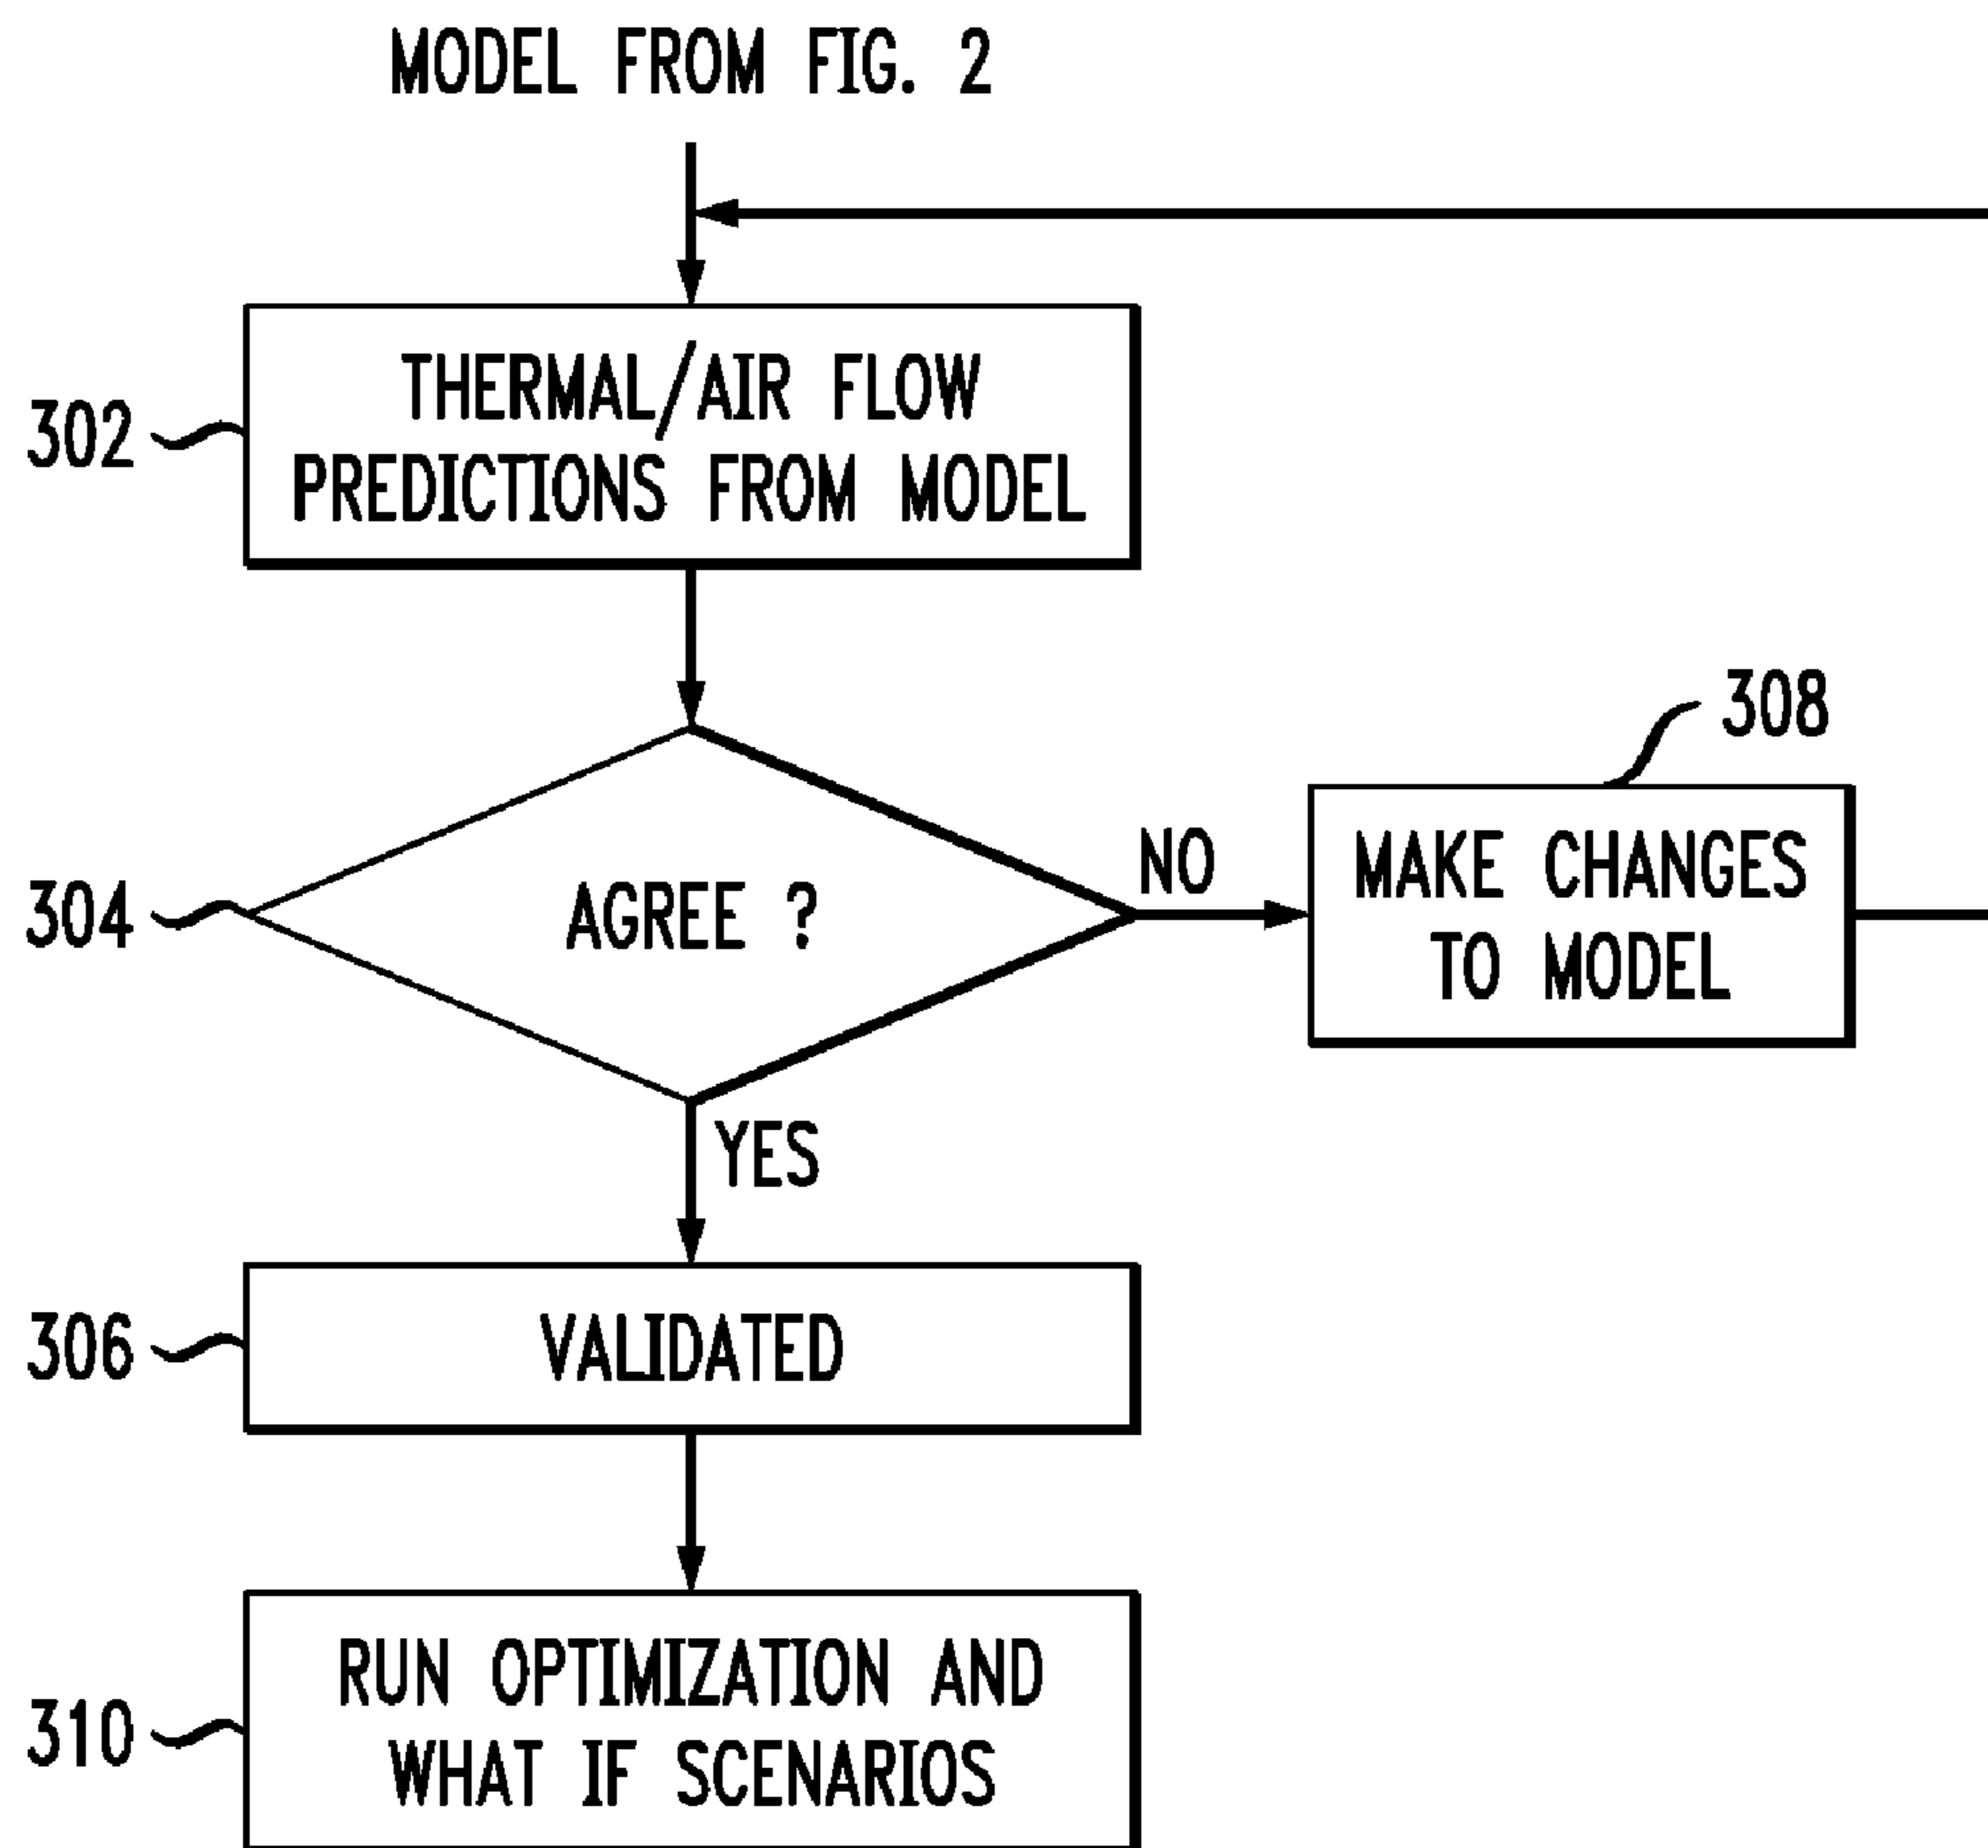 MODEL FROM FIG. 2
302
THERMAL/AIR FLOW
PREDICTIONS FROM MODEL
304
AGREE ?
NO
308
MAKE CHANGES
TO MODEL
YES
306
VALIDATED
310
RUN OPTIMIZATION AND
WHAT IF SCENARIOS